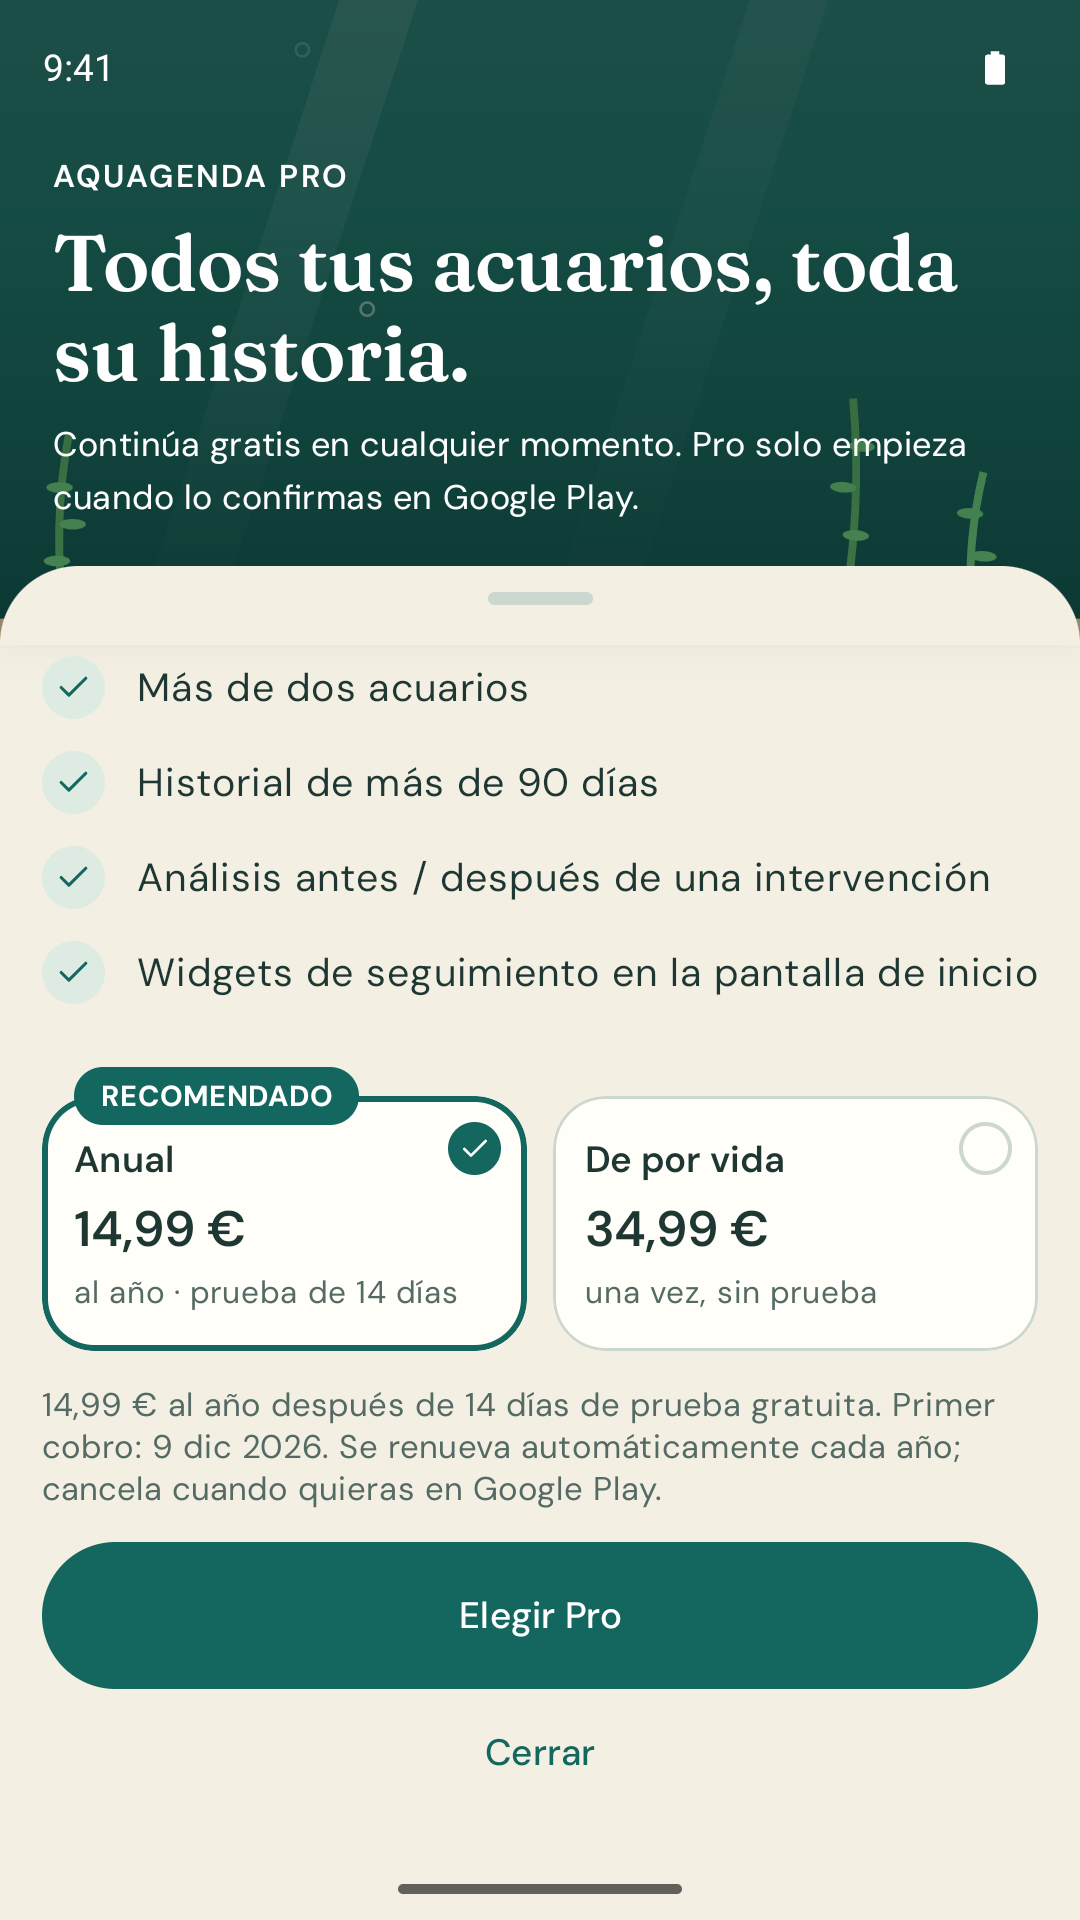 9:41
AQUAGENDA PRO
Todos tus acuarios, toda
su historia.
Continúa gratis en cualquier momento. Pro solo empieza
cuando lo confirmas en Google Play.
Más de dos acuarios
Historial de más de 90 días
Análisis antes / después de una intervención
Widgets de seguimiento en la pantalla de inicio
RECOMENDADO
Anual
14,99 €
al año · prueba de 14 días
De por vida
34,99 €
una vez, sin prueba
14,99 € al año después de 14 días de prueba gratuita. Primer
cobro: 9 dic 2026. Se renueva automáticamente cada año;
cancela cuando quieras en Google Play.
Elegir Pro
Cerrar